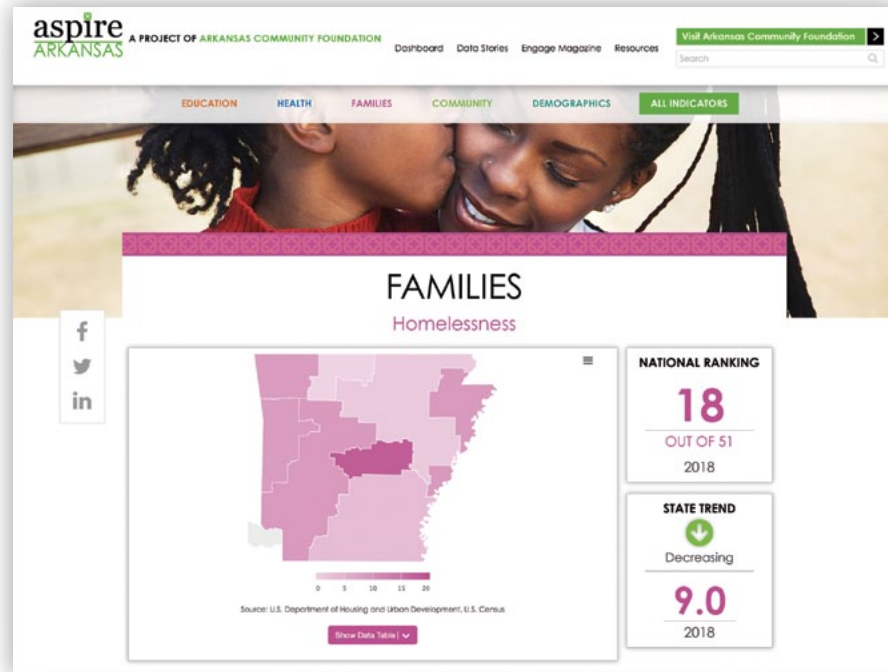 aspire
ARKANSAS
A PROJECT OF ARKANSAS COMMUNITY FOUNDATION
Dashboard Data Stories Engage Magazine Resources
Visit Arkansas Community Foundation >
Search
EDUCATION HEALTH FAMILIES COMMUNITY DEMOGRAPHICS ALL INDICATORS
FAMILIES
Homelessness
f
in
0 5 10 15 20
Source: U.S. Department of Housing and Urban Development, U.S. Census
Show Data Table |
NATIONAL RANKING
18
OUT OF 51
2018
STATE TREND
Decreasing
9.0
2018